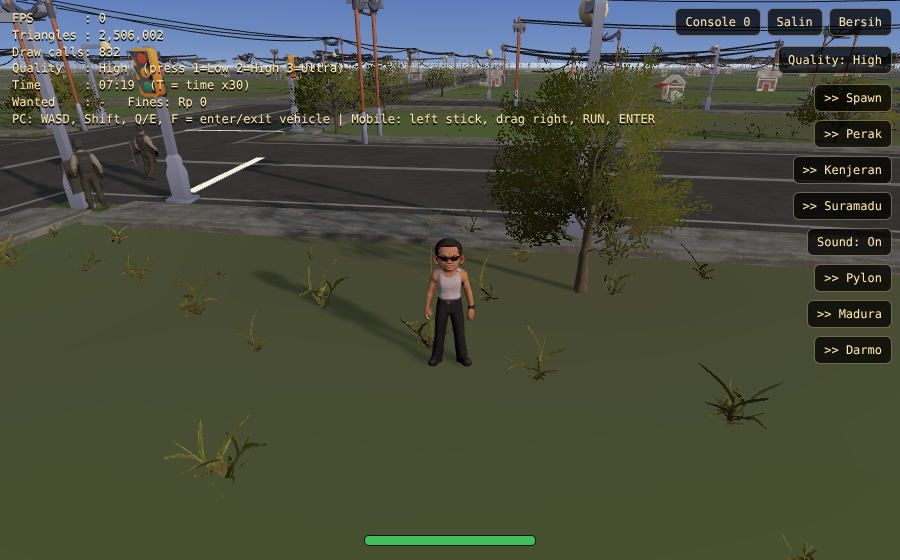 FPS : 0
Triangles : 2,506,002
Draw calls: 832
Quality : High (press 1=Low 2=High 3=Ultra)
Time : 07:19 (T = time x30)
Wanted : - Fines: Rp 0
PC: WASD, Shift, Q/E, F = enter/exit vehicle | Mobile: left stick, drag right, RUN, ENTER
Console 0
Salin
Bersih
Quality: High
>> Spawn
>> Perak
>> Kenjeran
>> Suramadu
Sound: On
>> Pylon
>> Madura
>> Darmo